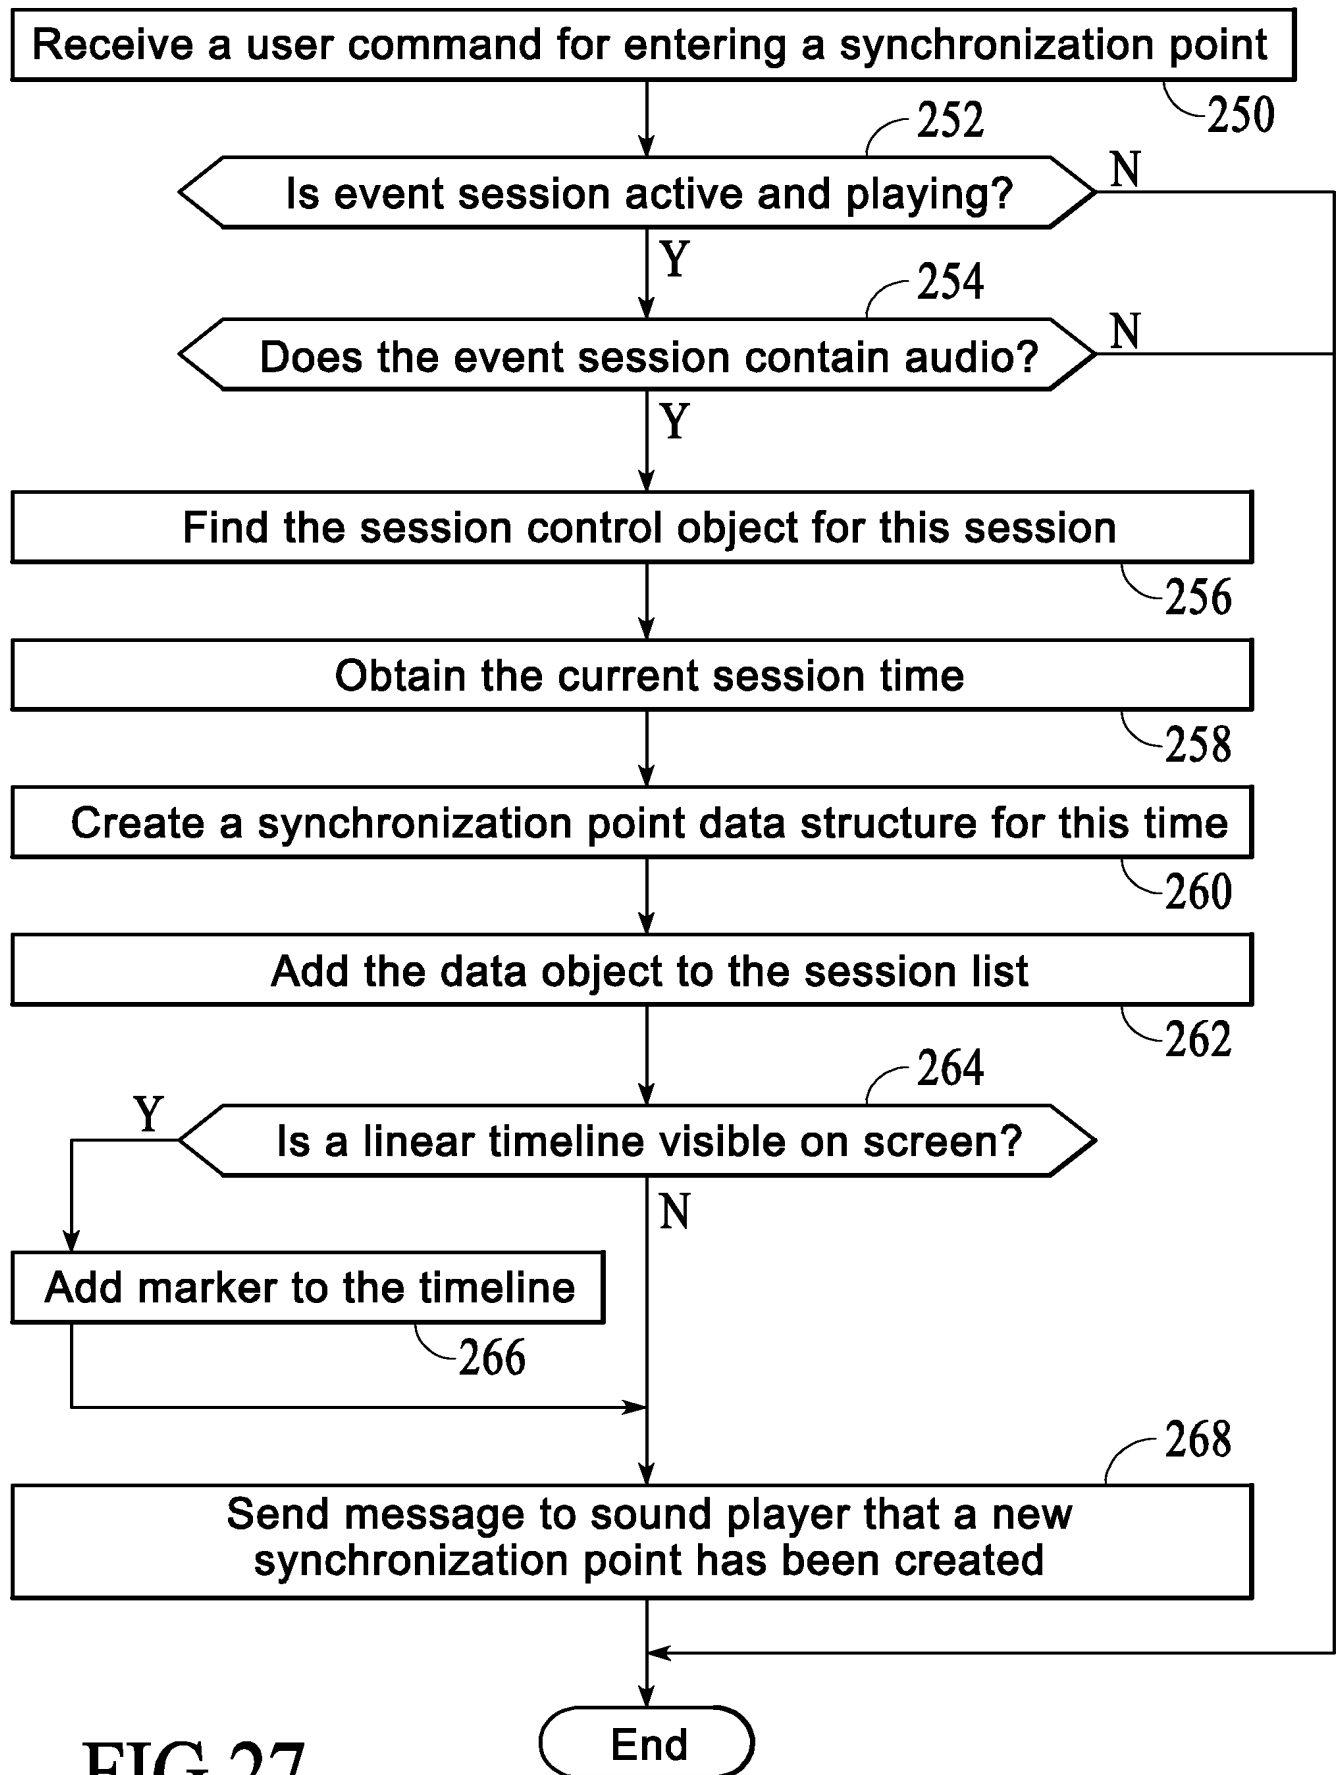 Receive a user command for entering a synchronization point
250
252
Is event session active and playing?
N
Y
254
Does the event session contain audio?
N
Y
Find the session control object for this session
256
Obtain the current session time
258
Create a synchronization point data structure for this time
260
Add the data object to the session list
262
264
Y
Is a linear timeline visible on screen?
N
Add marker to the timeline
266
268
Send message to sound player that a new
synchronization point has been created
End
FIG 27